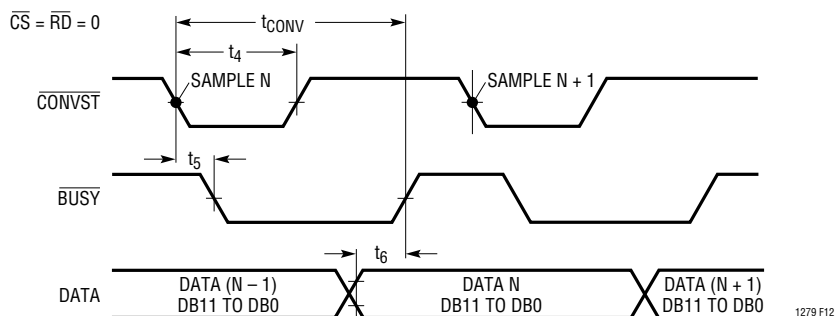 CS = RD = 0
tCONV
t4
SAMPLE N
SAMPLE N + 1
CONVST
t5
BUSY
t6
DATA
DATA (N – 1)
DB11 TO DB0
DATA N
DB11 TO DB0
DATA (N + 1)
DB11 TO DB0
1279 F12